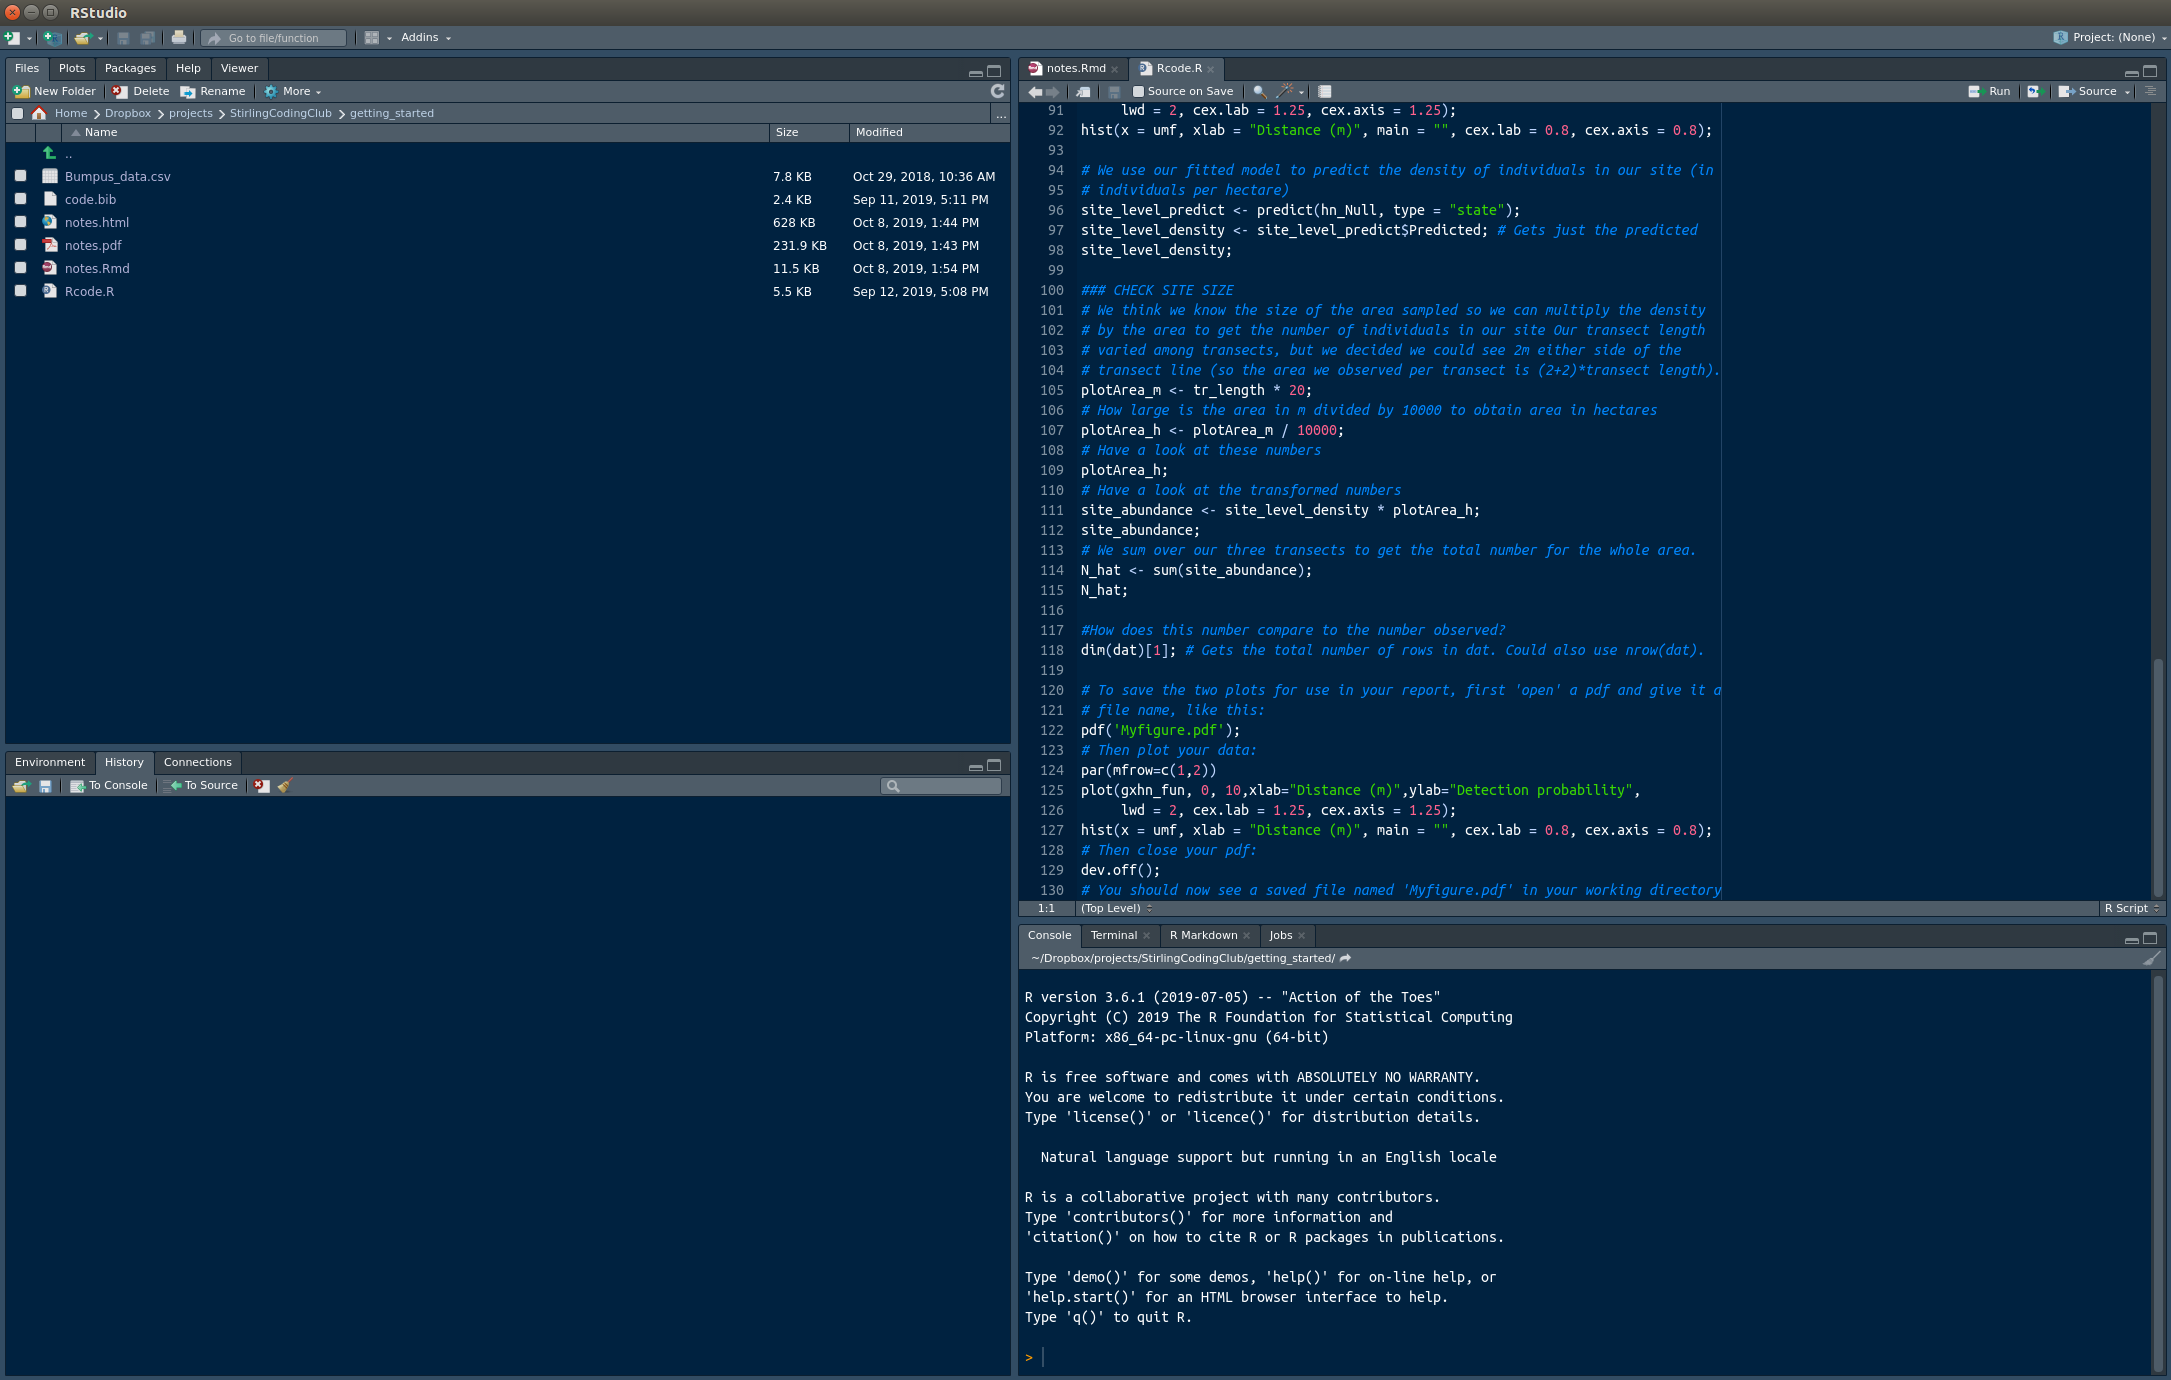 RStudio
Go to file/function
Addins
Project: (None)
Files Plots Packages Help Viewer
New Folder Delete Rename More
Home Dropbox projects StirlingCodingClub getting_started ...
Name Size Modified
..
Bumpus_data.csv 7.8 KB Oct 29, 2018, 10:36 AM
code.bib 2.4 KB Sep 11, 2019, 5:11 PM
notes.html 628 KB Oct 8, 2019, 1:44 PM
notes.pdf 231.9 KB Oct 8, 2019, 1:43 PM
notes.Rmd 11.5 KB Oct 8, 2019, 1:54 PM
Rcode.R 5.5 KB Sep 12, 2019, 5:08 PM
Environment History Connections
To Console To Source
notes.Rmd Rcode.R
Source on Save Run Source
91 lwd = 2, cex.lab = 1.25, cex.axis = 1.25);
92 hist(x = umf, xlab = "Distance (m)", main = "", cex.lab = 0.8, cex.axis = 0.8);
93
94 # We use our fitted model to predict the density of individuals in our site (in
95 # individuals per hectare)
96 site_level_predict <- predict(hn_Null, type = "state");
97 site_level_density <- site_level_predict$Predicted; # Gets just the predicted
98 site_level_density;
99
100 ### CHECK SITE SIZE
101 # We think we know the size of the area sampled so we can multiply the density
102 # by the area to get the number of individuals in our site Our transect length
103 # varied among transects, but we decided we could see 2m either side of the
104 # transect line (so the area we observed per transect is (2+2)*transect length).
105 plotArea_m <- tr_length * 20;
106 # How large is the area in m divided by 10000 to obtain area in hectares
107 plotArea_h <- plotArea_m / 10000;
108 # Have a look at these numbers
109 plotArea_h;
110 # Have a look at the transformed numbers
111 site_abundance <- site_level_density * plotArea_h;
112 site_abundance;
113 # We sum over our three transects to get the total number for the whole area.
114 N_hat <- sum(site_abundance);
115 N_hat;
116
117 #How does this number compare to the number observed?
118 dim(dat)[1]; # Gets the total number of rows in dat. Could also use nrow(dat).
119
120 # To save the two plots for use in your report, first 'open' a pdf and give it a
121 # file name, like this:
122 pdf('Myfigure.pdf');
123 # Then plot your data:
124 par(mfrow=c(1,2))
125 plot(gxhn_fun, 0, 10,xlab="Distance (m)",ylab="Detection probability",
126 lwd = 2, cex.lab = 1.25, cex.axis = 1.25);
127 hist(x = umf, xlab = "Distance (m)", main = "", cex.lab = 0.8, cex.axis = 0.8);
128 # Then close your pdf:
129 dev.off();
130 # You should now see a saved file named 'Myfigure.pdf' in your working directory
1:1 (Top Level) R Script
Console Terminal R Markdown Jobs
~/Dropbox/projects/StirlingCodingClub/getting_started/
R version 3.6.1 (2019-07-05) -- "Action of the Toes"
Copyright (C) 2019 The R Foundation for Statistical Computing
Platform: x86_64-pc-linux-gnu (64-bit)
R is free software and comes with ABSOLUTELY NO WARRANTY.
You are welcome to redistribute it under certain conditions.
Type 'license()' or 'licence()' for distribution details.
Natural language support but running in an English locale
R is a collaborative project with many contributors.
Type 'contributors()' for more information and
'citation()' on how to cite R or R packages in publications.
Type 'demo()' for some demos, 'help()' for on-line help, or
'help.start()' for an HTML browser interface to help.
Type 'q()' to quit R.
>